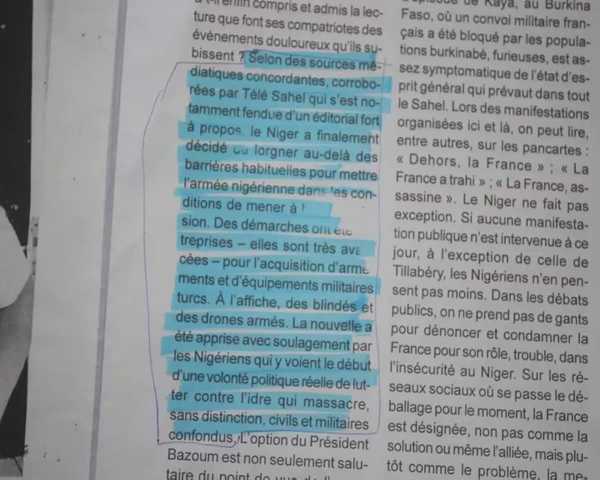 a-t-il enfin compris et admis la lec-
ture que font ses compatriotes des
événements douloureux qu'ils su-
bissent ? Selon des sources mé-
diatiques concordantes, corrobo-
rées par Télé Sahel qui s'est no-
tamment fendue d'un éditorial fort
à propos, le Niger a finalement
décidé lorgner au-delà des
barrières habituelles pour mettre
l'armée nigérienne dans les con-
ditions de mener à
sion. Des démarches ont été
treprises – elles sont très
cées – pour l'acquisition
ments et d'équipements militaires
turcs. À l'affiche, des blindés et
des drones armés. La nouvelle a
été apprise avec soulagement par
les Nigériens qui y voient le début
d'une volonté politique réelle de lut-
ter contre l'idre qui massacre,
sans distinction, civils et militaires
confondus. L'option du Président
Bazoum est non seulement salu-
taire du point de vue de
de Kaya, au Burkina
Faso, où un convoi militaire fran-
çais a été bloqué par les popula-
tions burkinabè, furieuses, est as-
sez symptomatique de l'état d'es-
prit général qui prévaut dans tout
le Sahel. Lors des manifestations
organisées ici et là, on peut lire,
entre autres, sur les pancartes :
« Dehors, la France » ; « La
France a trahi » ; « La France, as-
sassine ». Le Niger ne fait pas
exception. Si aucune manifesta-
tion publique n'est intervenue à ce
jour, à l'exception de celle de
Tillabéry, les Nigériens n'en pen-
sent pas moins. Dans les débats
publics, on ne prend pas de gants
pour dénoncer et condamner la
France pour son rôle, trouble, dans
l'insécurité au Niger. Sur les ré-
seaux sociaux où se passe le dé-
ballage pour le moment, la France
est désignée, non pas comme la
solution ou même l'alliée, mais plu-
tôt comme le problème, la me-